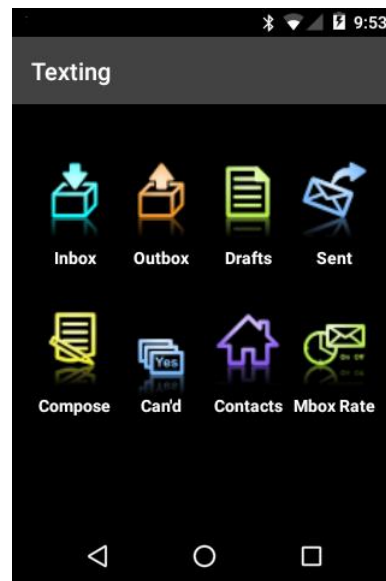 9:53
Texting
Inbox Outbox Drafts Sent
Yes
Compose Can'd Contacts Mbox Rate